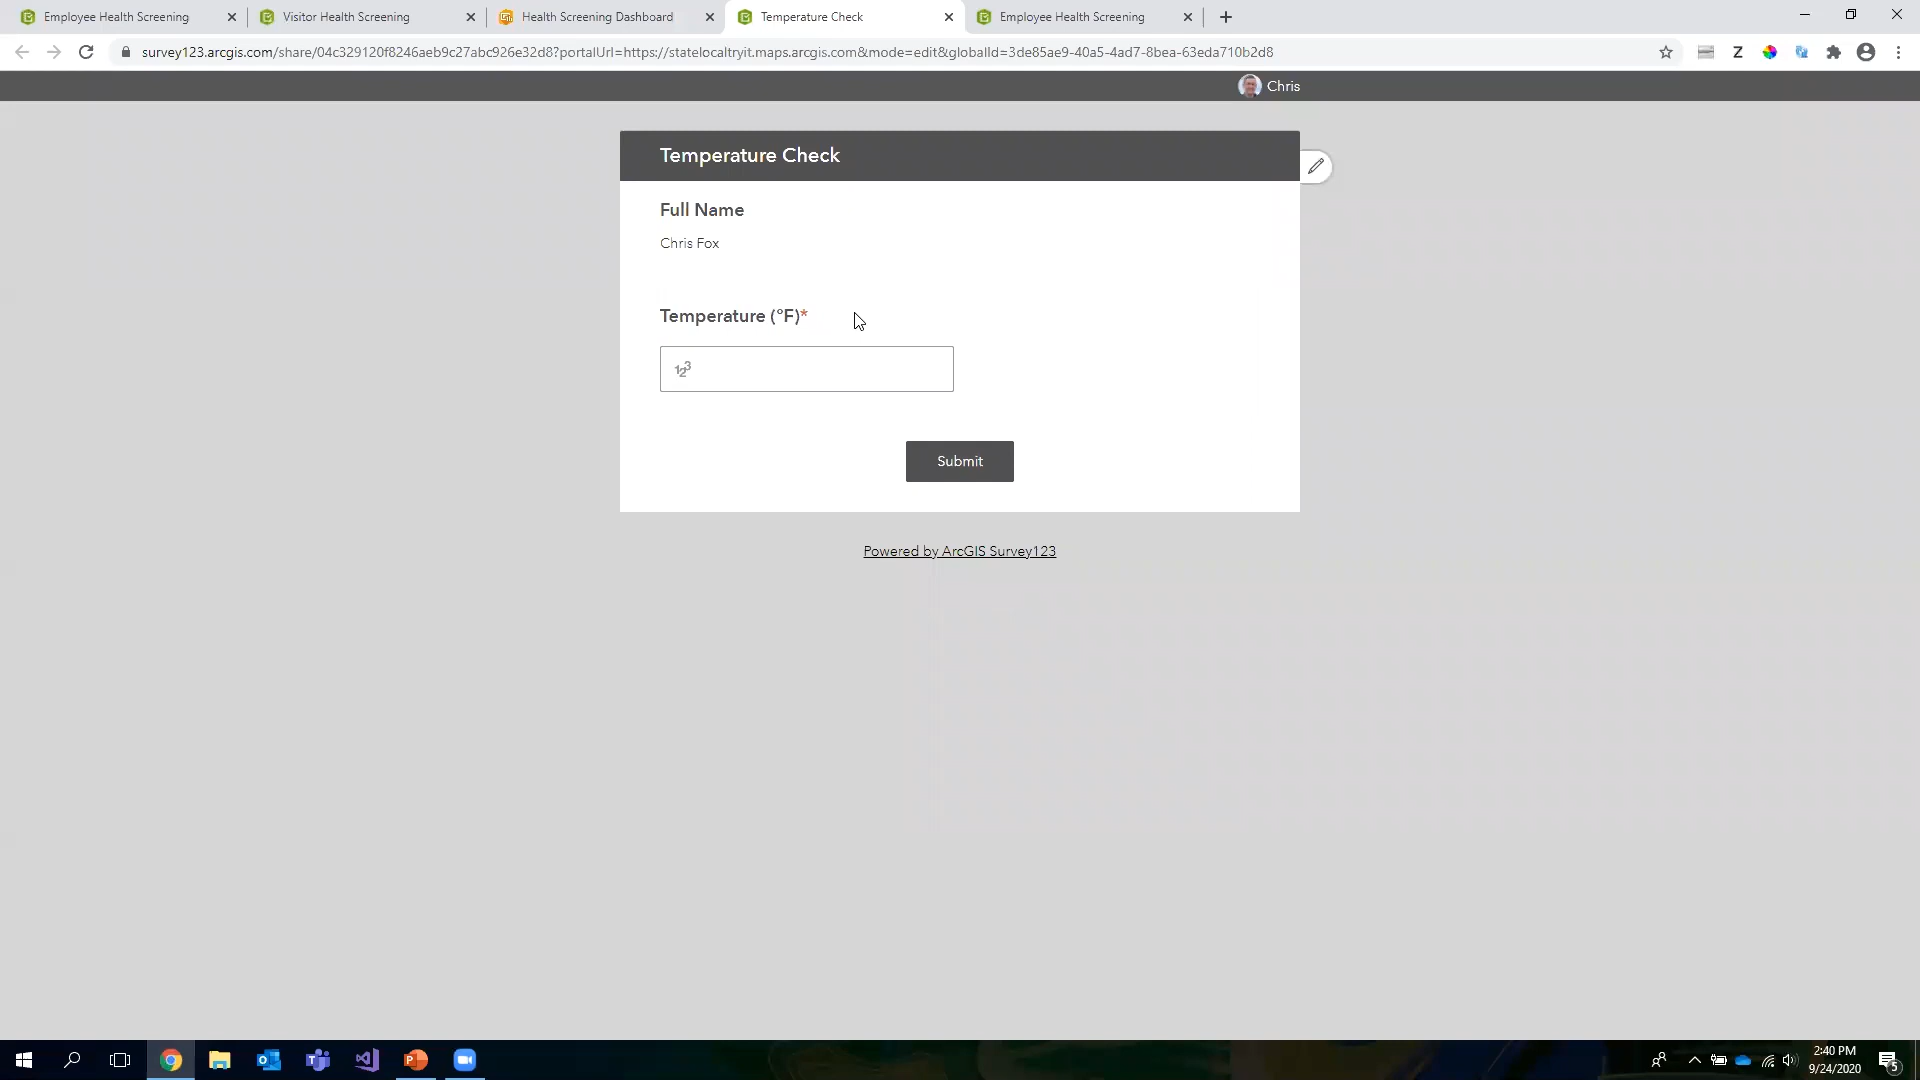 Employee Health Screening
Visitor Health Screening
Health Screening Dashboard
Temperature Check
Employee Health Screening
survey123.arcgis.com/share/04c329120f8246aeb9c27abc926e32d8?portalUrl=https://statelocaltryit.maps.arcgis.com&mode=edit&globalId=3de85ae9-40a5-4ad7-8bea-63eda710b2d8
Z
Chris
Temperature Check
Full Name
Chris Fox
Temperature (°F)*
123
Submit
Powered by ArcGIS Survey123
2:40 PM
9/24/2020
5